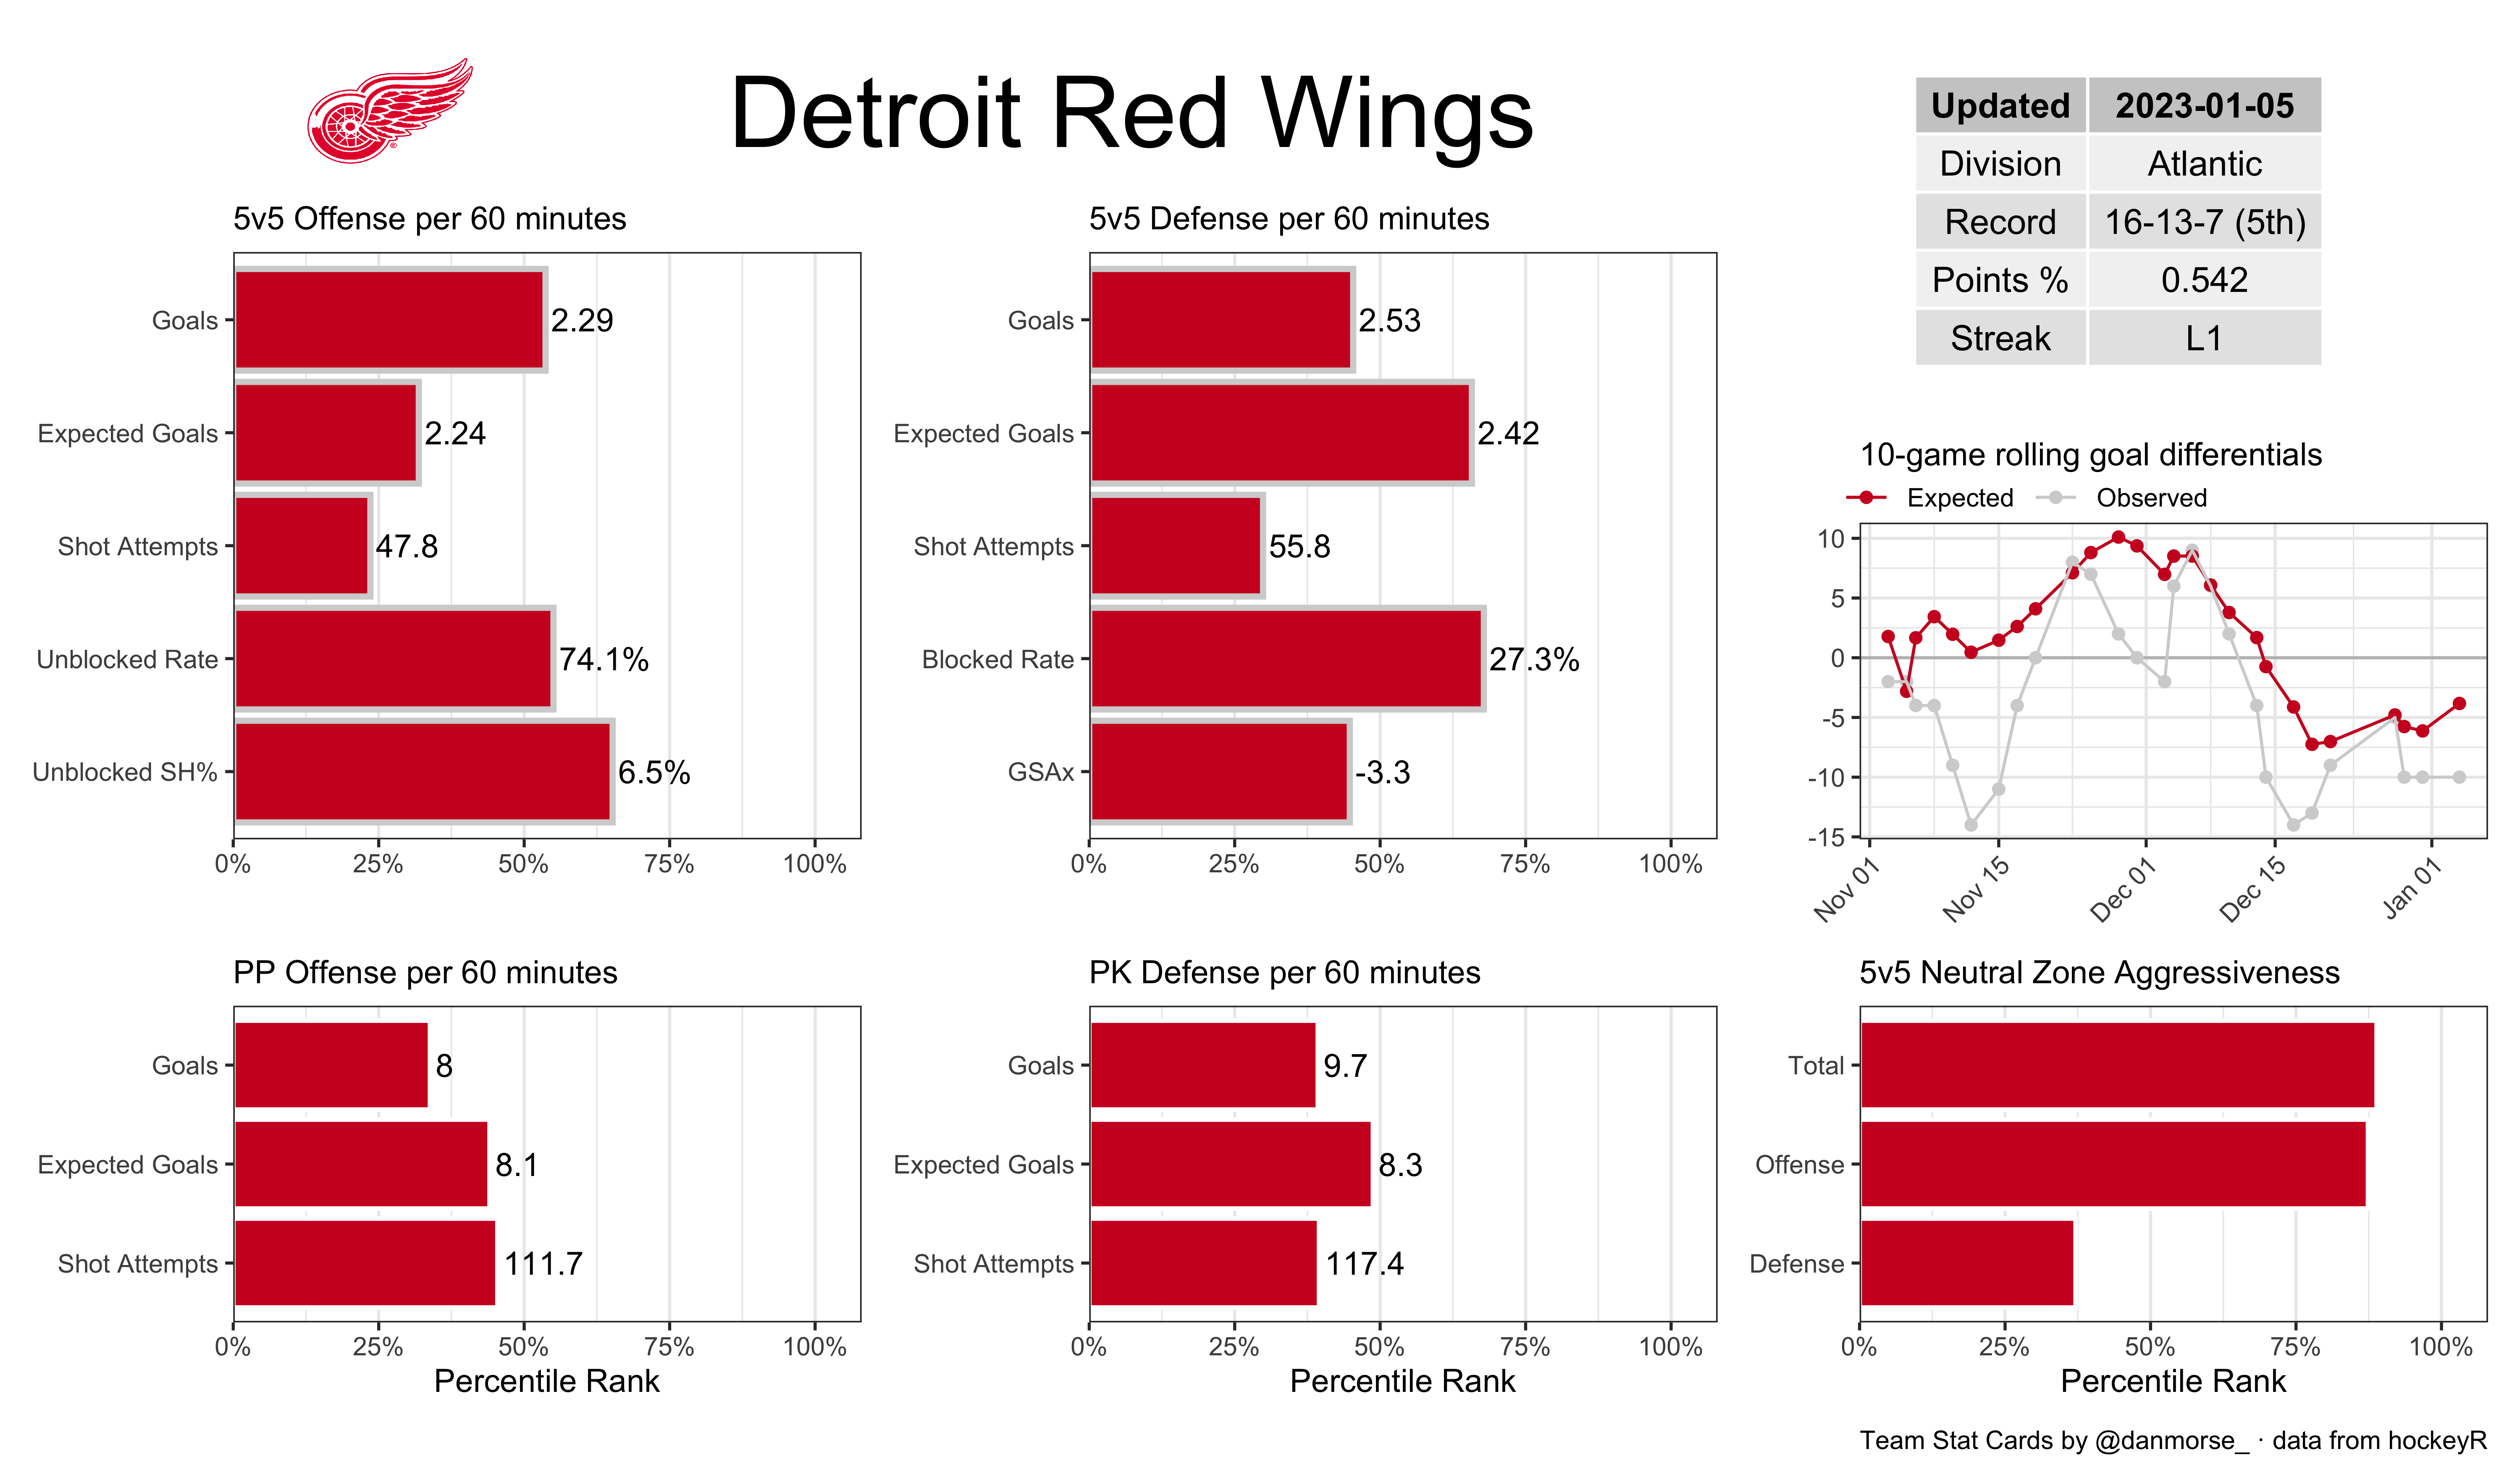 Detroit Red Wings
Updated 2023-01-05
Division Atlantic
Record 16-13-7 (5th)
Points % 0.542
Streak L1
5v5 Offense per 60 minutes
Goals 2.29
Expected Goals 2.24
Shot Attempts 47.8
Unblocked Rate 74.1%
Unblocked SH% 6.5%
0% 25% 50% 75% 100%
5v5 Defense per 60 minutes
Goals 2.53
Expected Goals 2.42
Shot Attempts 55.8
Blocked Rate 27.3%
GSAx -3.3
0% 25% 50% 75% 100%
10-game rolling goal differentials
Expected Observed
10
5
0
-5
-10
-15
Nov 01 Nov 15 Dec 01 Dec 15 Jan 01
PP Offense per 60 minutes
Goals 8
Expected Goals 8.1
Shot Attempts 111.7
0% 25% 50% 75% 100%
Percentile Rank
PK Defense per 60 minutes
Goals 9.7
Expected Goals 8.3
Shot Attempts 117.4
0% 25% 50% 75% 100%
Percentile Rank
5v5 Neutral Zone Aggressiveness
Total
Offense
Defense
0% 25% 50% 75% 100%
Percentile Rank
Team Stat Cards by @danmorse_ · data from hockeyR